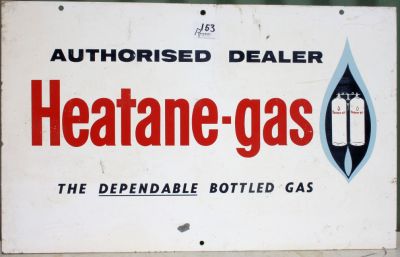 153
AUTHORISED DEALER
Heatane-gas
THE DEPENDABLE BOTTLED GAS